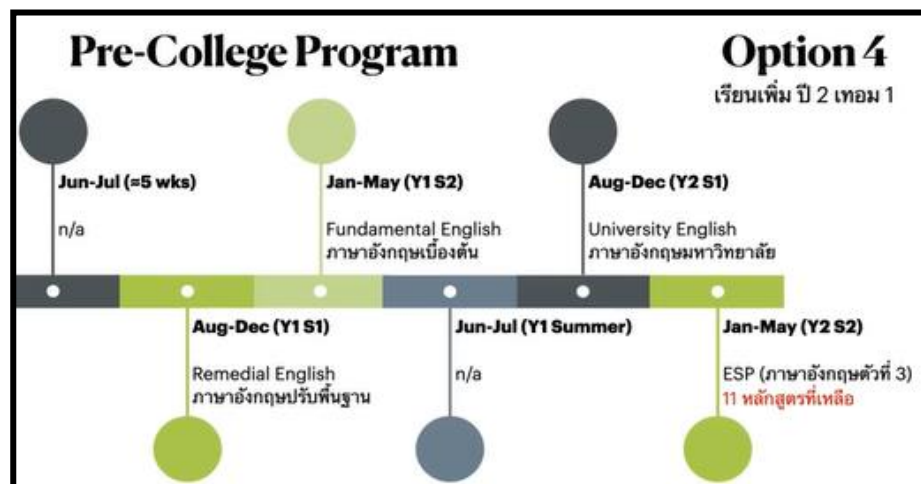 Pre-College Program
Option 4
เรียนเพิ่ม ปี 2 เทอม 1
Jun-Jul (≈5 wks)
n/a
Jan-May (Y1 S2)
Fundamental English
ภาษาอังกฤษเบื้องต้น
Aug-Dec (Y2 S1)
University English
ภาษาอังกฤษมหาวิทยาลัย
Aug-Dec (Y1 S1)
Remedial English
ภาษาอังกฤษปรับพื้นฐาน
Jun-Jul (Y1 Summer)
n/a
Jan-May (Y2 S2)
ESP (ภาษาอังกฤษตัวที่ 3)
11 หลักสูตรที่เหลือ